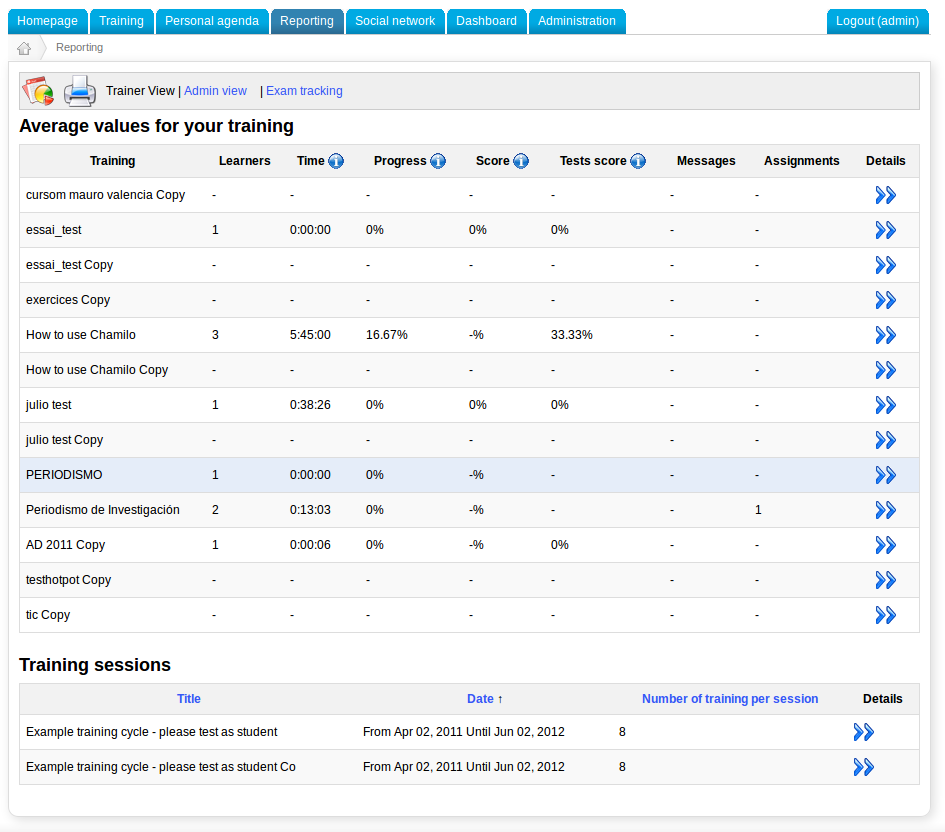 Homepage Training Personal agenda Reporting Social network Dashboard Administration Logout (admin)
Reporting
Trainer View | Admin view | Exam tracking
Average values for your training
Training Learners Time Progress Score Tests score Messages Assignments Details
cursom mauro valencia Copy - - - - - - -
essai_test 1 0:00:00 0% 0% 0% - -
essai_test Copy - - - - - - -
exercices Copy - - - - - - -
How to use Chamilo 3 5:45:00 16.67% -% 33.33% - -
How to use Chamilo Copy - - - - - - -
julio test 1 0:38:26 0% 0% 0% - -
julio test Copy - - - - - - -
PERIODISMO 1 0:00:00 0% -% - - -
Periodismo de Investigación 2 0:13:03 0% -% - - 1
AD 2011 Copy 1 0:00:06 0% -% 0% - -
testhotpot Copy - - - - - - -
tic Copy - - - - - - -
Training sessions
Title Date ↑ Number of training per session Details
Example training cycle - please test as student From Apr 02, 2011 Until Jun 02, 2012 8
Example training cycle - please test as student Co From Apr 02, 2011 Until Jun 02, 2012 8